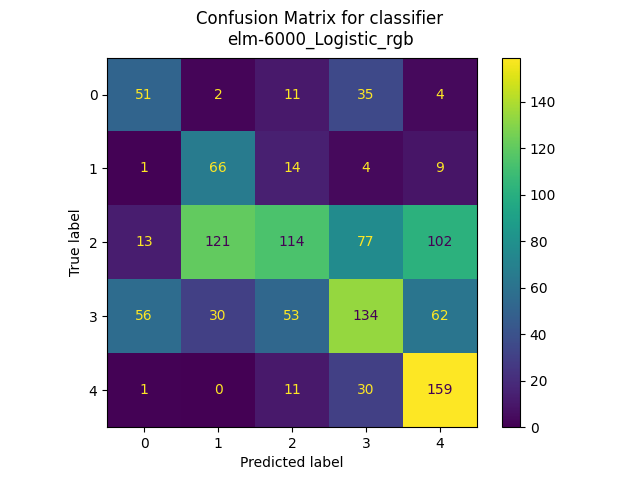 Confusion Matrix for classifier
elm-6000_Logistic_rgb
True label
0 51 2 11 35 4
1 1 66 14 4 9
2 13 121 114 77 102
3 56 30 53 134 62
4 1 0 11 30 159
0 1 2 3 4
Predicted label
140
120
100
80
60
40
20
0